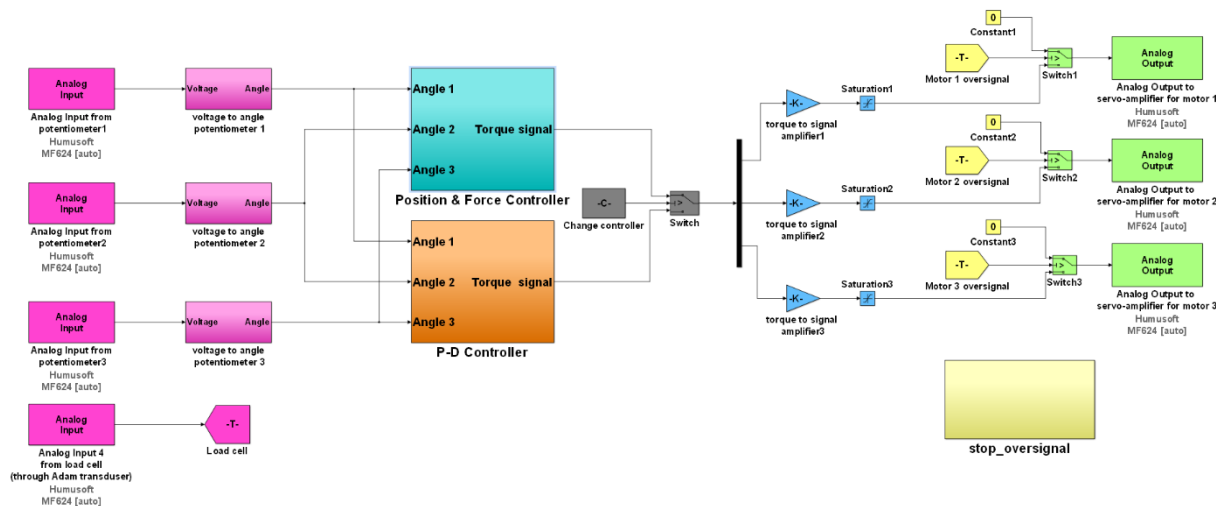 Analog
Input
Analog Input from
potentiometer1
Humusoft
MF624 [auto]
Voltage
Angle
voltage to angle
potentiometer 1
Analog
Input
Analog Input from
potentiometer2
Humusoft
MF624 [auto]
Voltage
Angle
voltage to angle
potentiometer 2
Analog
Input
Analog Input from
potentiometer3
Humusoft
MF624 [auto]
Voltage
Angle
voltage to angle
potentiometer 3
Analog
Input
Analog Input 4
from load cell
(through Adam transduser)
Humusoft
MF624 [auto]
-T-
Load cell
Angle 1
Angle 2
Angle 3
Torque signal
Position & Force Controller
Angle 1
Angle 2
Angle 3
Torque signal
P-D Controller
-C-
Change controller
>
Switch
-K-
torque to signal
amplifier1
Saturation1
-K-
torque to signal
amplifier2
Saturation2
-K-
torque to signal
amplifier3
Saturation3
0
Constant1
-T-
Motor 1 oversignal
>
Switch1
Analog
Output
Analog Output to
servo-amplifier for motor 1
Humusoft
MF624 [auto]
0
Constant2
-T-
Motor 2 oversignal
>
Switch2
Analog
Output
Analog Output to
servo-amplifier for motor 2
Humusoft
MF624 [auto]
0
Constant3
-T-
Motor 3 oversignal
>
Switch3
Analog
Output
Analog Output to
servo-amplifier for motor 3
Humusoft
MF624 [auto]
stop_oversignal